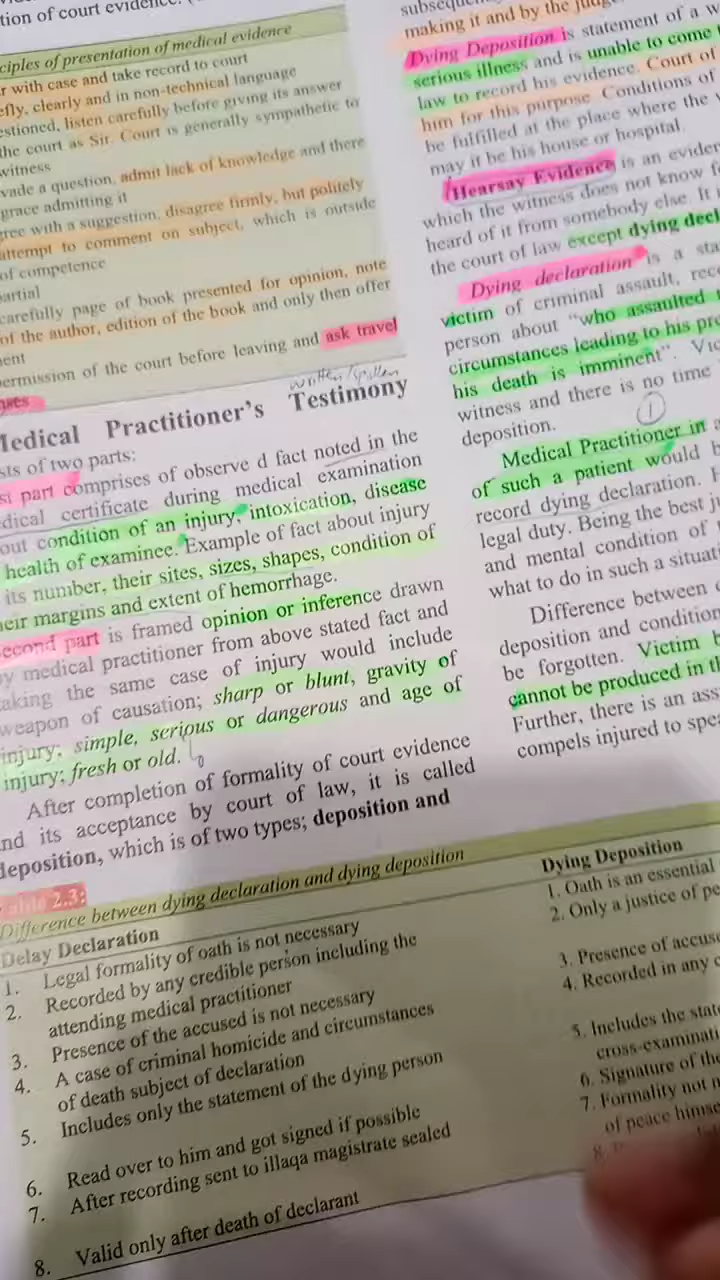 tion of court evidence.
ciples of presentation of medical evidence
r with case and take record to court
efly, clearly and in non-technical language
estioned, listen carefully before giving its answer
the court as Sir. Court is generally sympathetic to
witness
vade a question, admit lack of knowledge and there
grace admitting it
gree with a suggestion, disagree firmly, but politely
attempt to comment on subject, which is outside
of competence
artial
carefully page of book presented for opinion, note
of the author, edition of the book and only then offer
ent
permission of the court before leaving and ask travel
written/spoken
Medical Practitioner's Testimony
sts of two parts:
st part comprises of observe d fact noted in the
dical certificate during medical examination
out condition of an injury, intoxication, disease
health of examinee. Example of fact about injury
its number, their sites, sizes, shapes, condition of
heir margins and extent of hemorrhage.
econd part is framed opinion or inference drawn
y medical practitioner from above stated fact and
aking the same case of injury would include
weapon of causation; sharp or blunt, gravity of
injury; simple, serious or dangerous and age of
injury; fresh or old.
After completion of formality of court evidence
nd its acceptance by court of law, it is called
deposition, which is of two types; deposition and
subseque
making it and by the judge
Dying Deposition is statement of a w
serious illness and is unable to come
law to record his evidence. Court of
him for this purpose. Conditions of
be fulfilled at the place where the
may it be his house or hospital.
Hearsay Evidence is an eviden
which the witness does not know
heard of it from somebody else. It
the court of law except dying decl
Dying declaration is a sta
victim of criminal assault, rec
person about "who assaulted
circumstances leading to his pre
his death is imminent". Vic
witness and there is no time
deposition.
1
Medical Practitioner in a
of such a patient would b
record dying declaration.
legal duty. Being the best j
and mental condition of
what to do in such a situati
Difference between
deposition and condition
be forgotten. Victim b
cannot be produced in th
Further, there is an ass
compels injured to spea
Table 2.3:
Difference between dying declaration and dying deposition
Delay Declaration
1. Legal formality of oath is not necessary
2. Recorded by any credible person including the
attending medical practitioner
3. Presence of the accused is not necessary
4. A case of criminal homicide and circumstances
of death subject of declaration
5. Includes only the statement of the dying person
6. Read over to him and got signed if possible
7. After recording sent to illaqa magistrate sealed
8. Valid only after death of declarant
Dying Deposition
1. Oath is an essential
2. Only a justice of pe
3. Presence of accuse
4. Recorded in any c
5. Includes the state
cross-examinati
6. Signature of the
7. Formality not n
of peace himse
8.